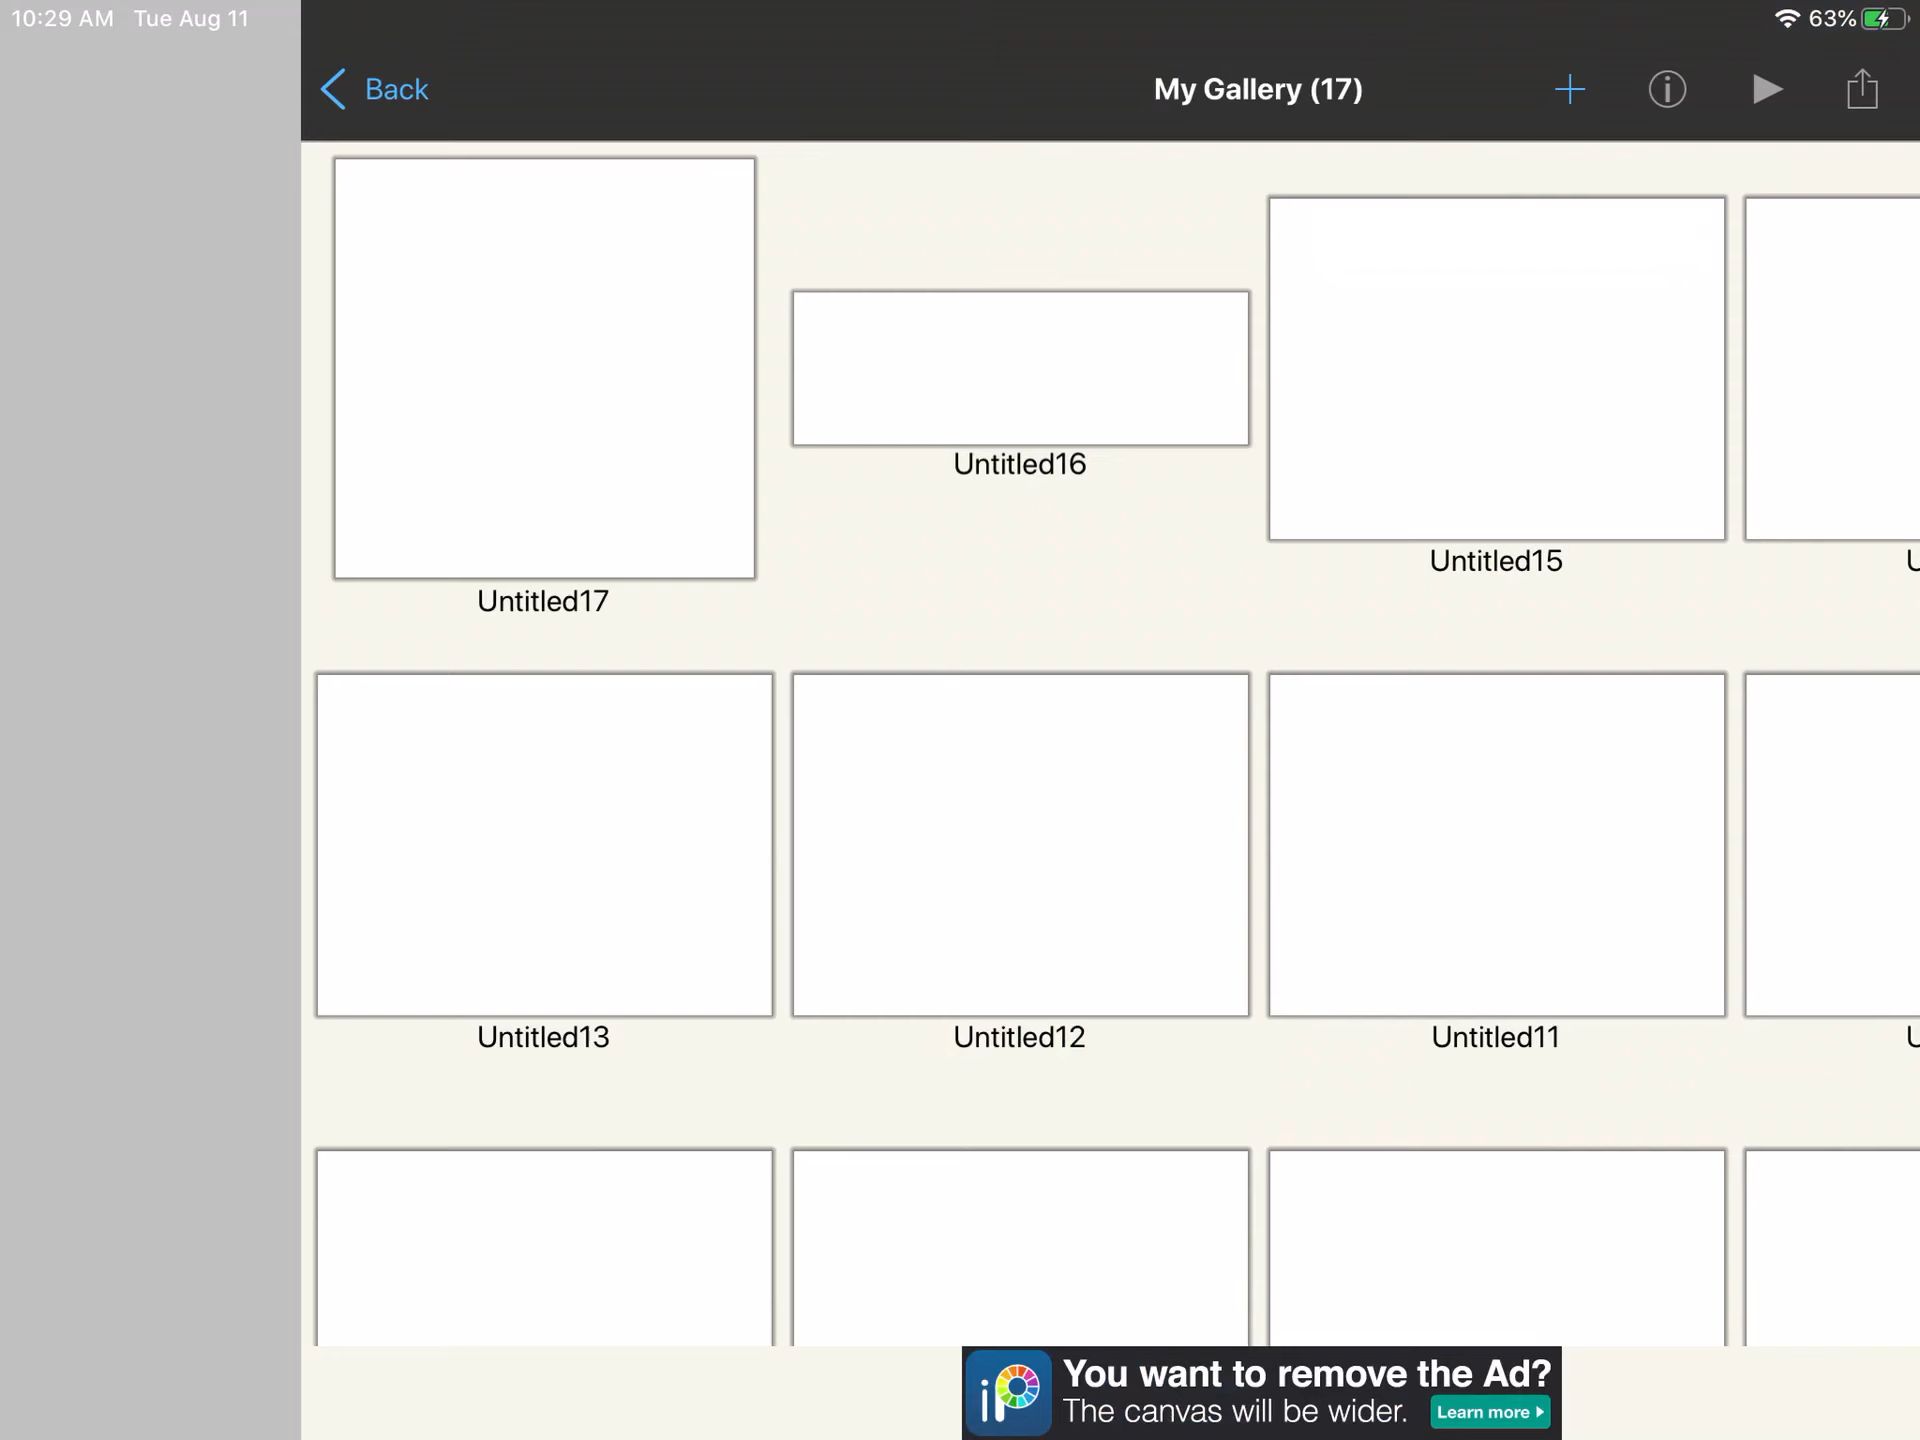 10:29 AM Tue Aug 11
63%
Back
My Gallery (17)
Untitled17
Untitled16
Untitled15
Untitled13
Untitled12
Untitled11
iP
You want to remove the Ad?
The canvas will be wider.
Learn more